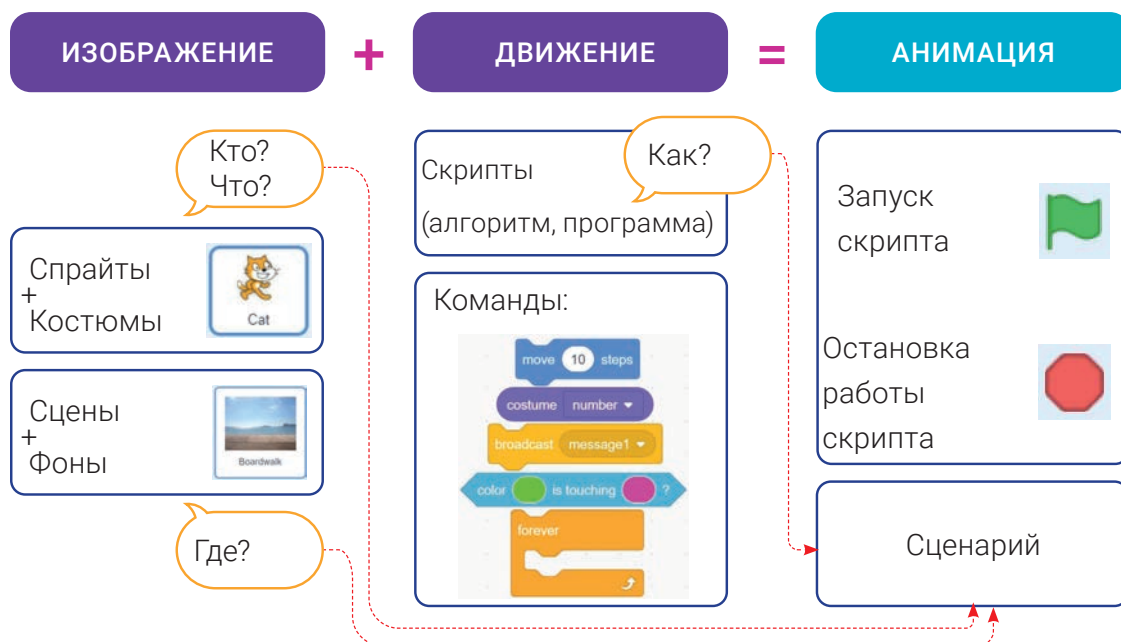 ИЗОБРАЖЕНИЕ + ДВИЖЕНИЕ = АНИМАЦИЯ
Кто?
Что?
Спрайты
+
Костюмы
Cat
Сцены
+
Фоны
Boardwalk
Где?
Скрипты
(алгоритм, программа)
Как?
Команды:
move 10 steps
costume number
broadcast message1
color is touching ?
forever
Запуск
скрипта
Остановка
работы
скрипта
Сценарий